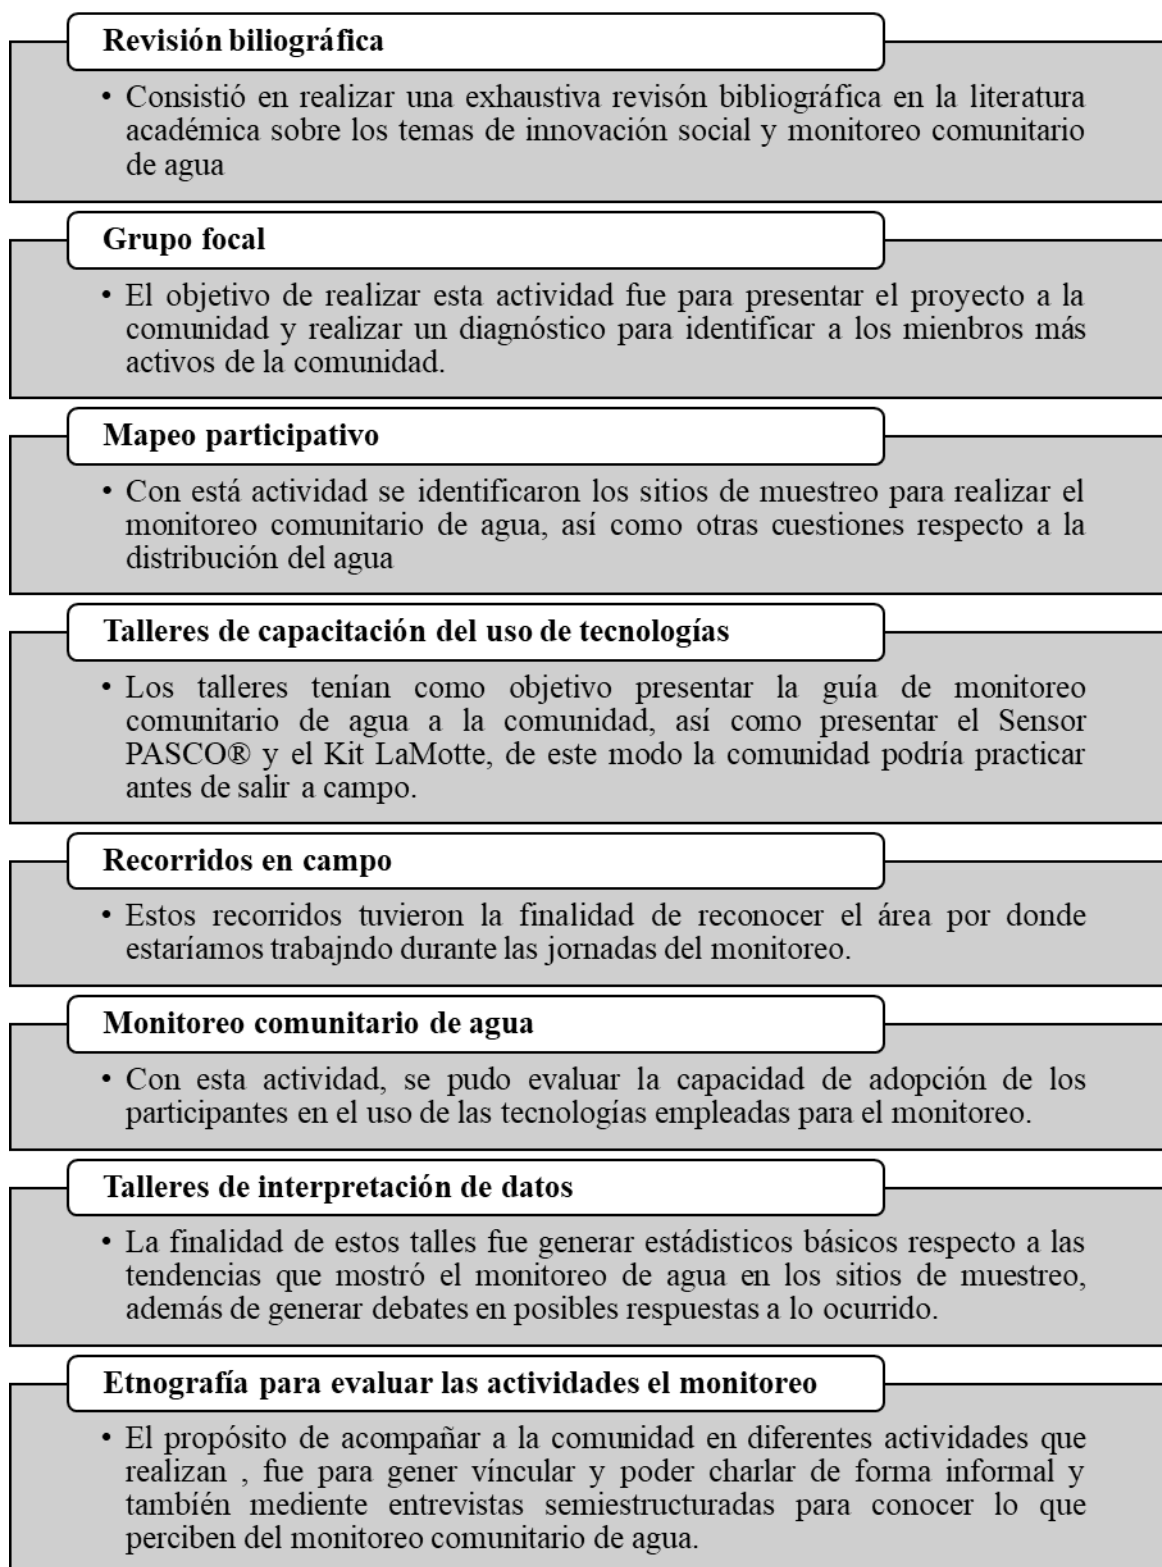 Revisión biliográfica
• Consistió en realizar una exhaustiva revisón bibliográfica en la literatura
académica sobre los temas de innovación social y monitoreo comunitario
de agua
Grupo focal
• El objetivo de realizar esta actividad fue para presentar el proyecto a la
comunidad y realizar un diagnóstico para identificar a los mienbros más
activos de la comunidad.
Mapeo participativo
• Con está actividad se identificaron los sitios de muestreo para realizar el
monitoreo comunitario de agua, así como otras cuestiones respecto a la
distribución del agua
Talleres de capacitación del uso de tecnologías
• Los talleres tenían como objetivo presentar la guía de monitoreo
comunitario de agua a la comunidad, así como presentar el Sensor
PASCO® y el Kit LaMotte, de este modo la comunidad podría practicar
antes de salir a campo.
Recorridos en campo
• Estos recorridos tuvieron la finalidad de reconocer el área por donde
estaríamos trabajndo durante las jornadas del monitoreo.
Monitoreo comunitario de agua
• Con esta actividad, se pudo evaluar la capacidad de adopción de los
participantes en el uso de las tecnologías empleadas para el monitoreo.
Talleres de interpretación de datos
• La finalidad de estos talles fue generar estádisticos básicos respecto a las
tendencias que mostró el monitoreo de agua en los sitios de muestreo,
además de generar debates en posibles respuestas a lo ocurrido.
Etnografía para evaluar las actividades el monitoreo
• El propósito de acompañar a la comunidad en diferentes actividades que
realizan , fue para gener víncular y poder charlar de forma informal y
tambíén mediente entrevistas semiestructuradas para conocer lo que
perciben del monitoreo comunitario de agua.